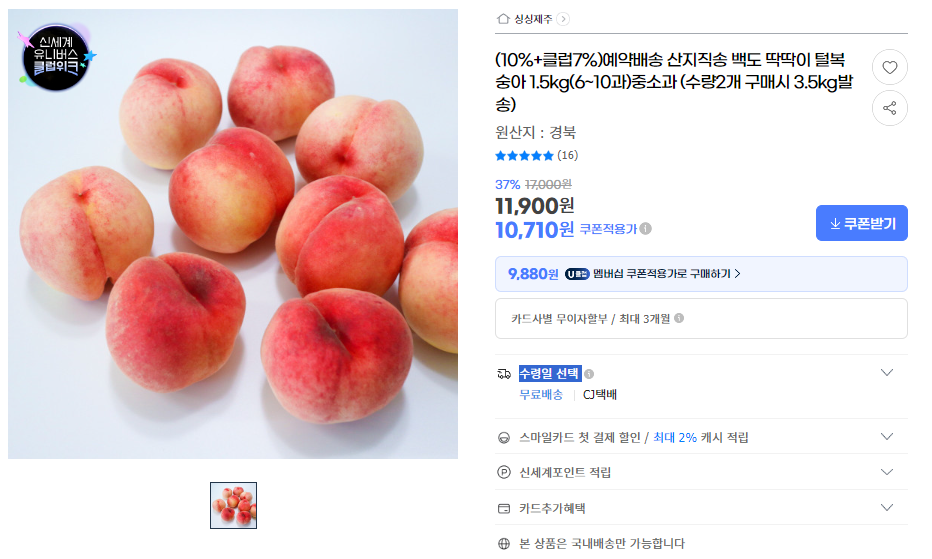 신세계
유니버스
클럽위크
싱싱제주
(10%+클럽7%)예약배송 산지직송 백도 딱딱이 털복
숭아 1.5kg(6~10과)중소과 (수량2개 구매시 3.5kg발
송)
원산지 : 경북
(16)
37% 17,000원
11,900원
10,710원 쿠폰적용가
쿠폰받기
9,880원 U클럽 멤버십 쿠폰적용가로 구매하기
카드사별 무이자할부 / 최대 3개월
수령일 선택
무료배송 CJ택배
스마일카드 첫 결제 할인 / 최대 2% 캐시 적립
P 신세계포인트 적립
카드추가혜택
본 상품은 국내배송만 가능합니다